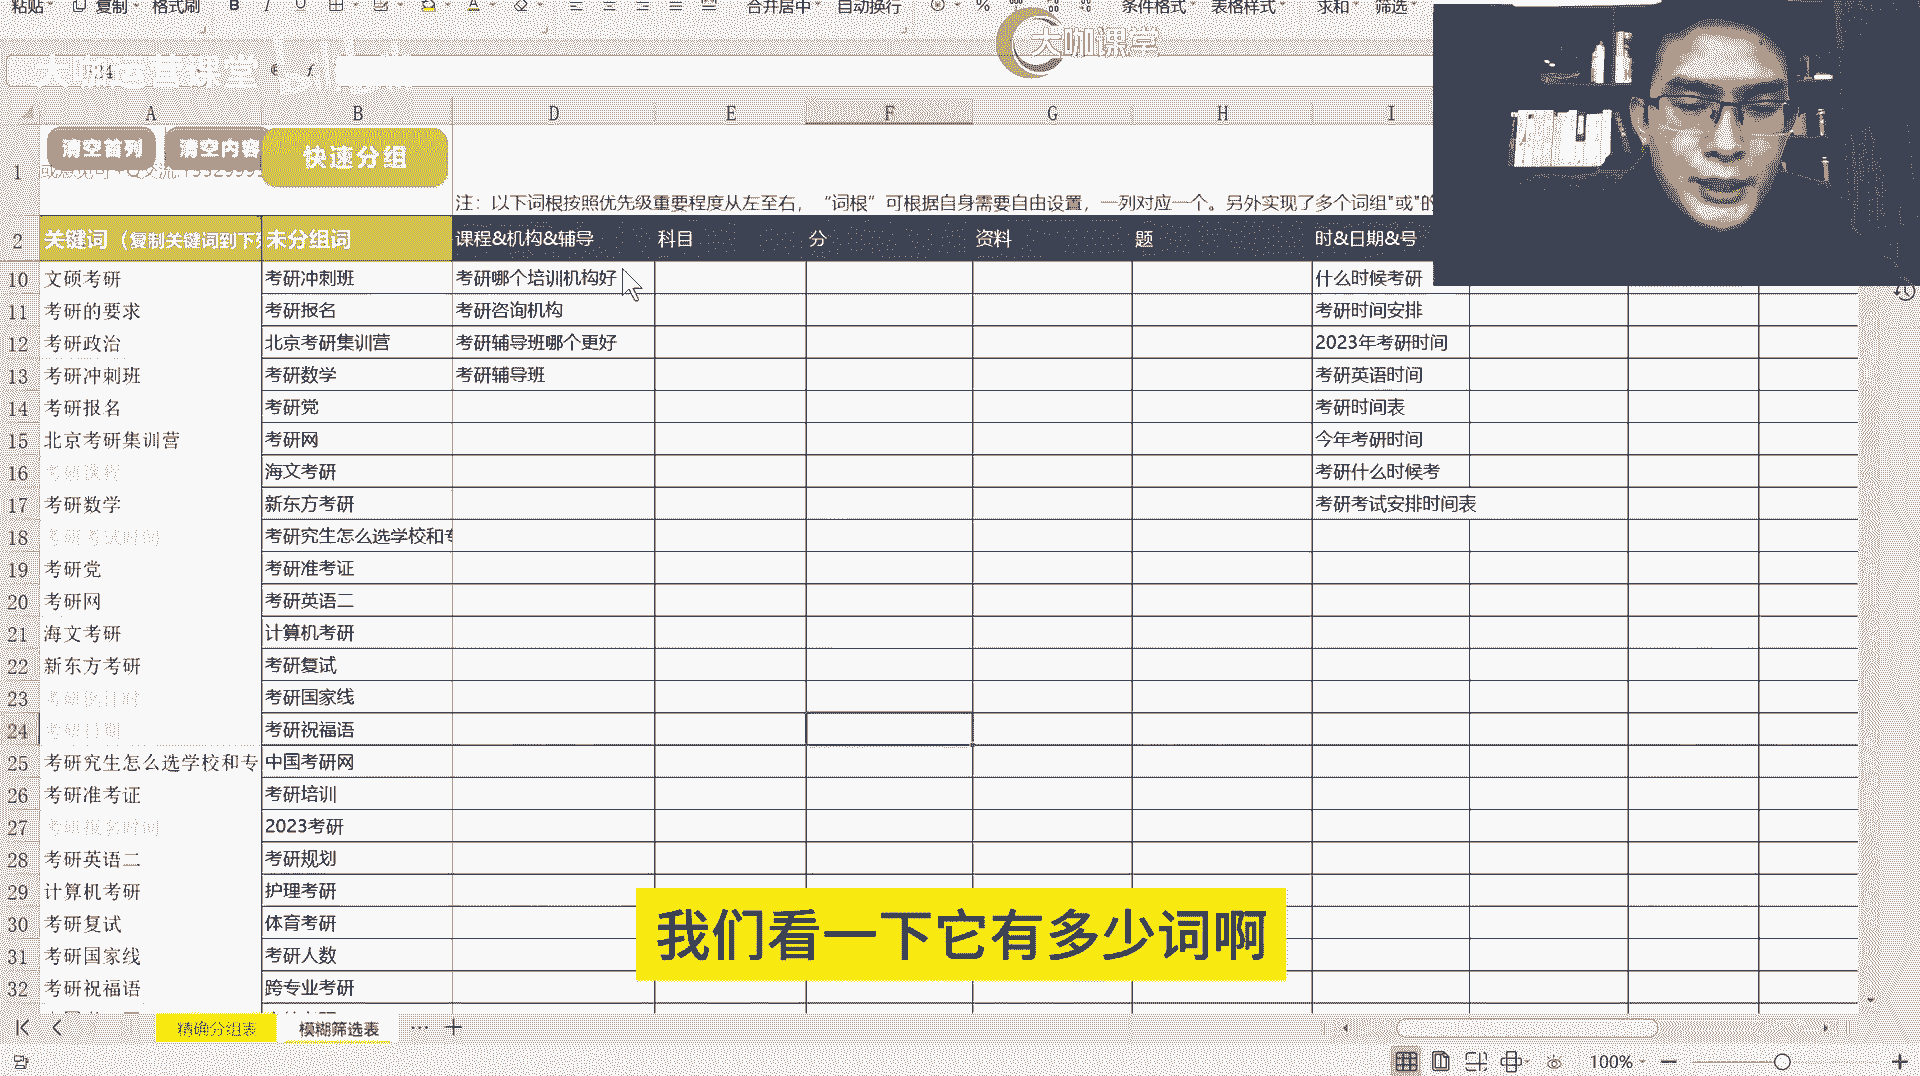 粘贴 复制 格式刷 B I U A 合并居中 自动换行 % 条件格式 表格样式 求和 筛选
大咖运营课堂
大咖课堂
A B D E F G H I
清空首列 清空内容 快速分组
1 注：以下词根按照优先级重要程度从左至右， “词根”可根据自身需要自由设置，一列对应一个。另外实现了多个词组"或"的
2 关键词（复制关键词到下 未分组词 课程&机构&辅导 科目 分 资料 题 时&日期&号
10 文硕考研 考研冲刺班 考研哪个培训机构好 什么时候考研
11 考研的要求 考研报名 考研咨询机构 考研时间安排
12 考研政治 北京考研集训营 考研辅导班哪个更好 2023年考研时间
13 考研冲刺班 考研数学 考研辅导班 考研英语时间
14 考研报名 考研党 考研时间表
15 北京考研集训营 考研网 今年考研时间
16 考研课程 海文考研 考研什么时候考
17 考研数学 新东方考研 考研考试安排时间表
18 考研考试时间 考研究生怎么选学校和专
19 考研党 考研准考证
20 考研网 考研英语二
21 海文考研 计算机考研
22 新东方考研 考研复试
23 考研国家线
24 考研日期 考研祝福语
25 考研究生怎么选学校和专 中国考研网
26 考研准考证 考研培训
27 考研报名时间 2023考研
28 考研英语二 考研规划
29 计算机考研 护理考研
30 考研复试 体育考研
31 考研国家线 考研人数
32 考研祝福语 跨专业考研
我们看一下它有多少词啊
精确分组表 模糊筛选表 ··· +
100%